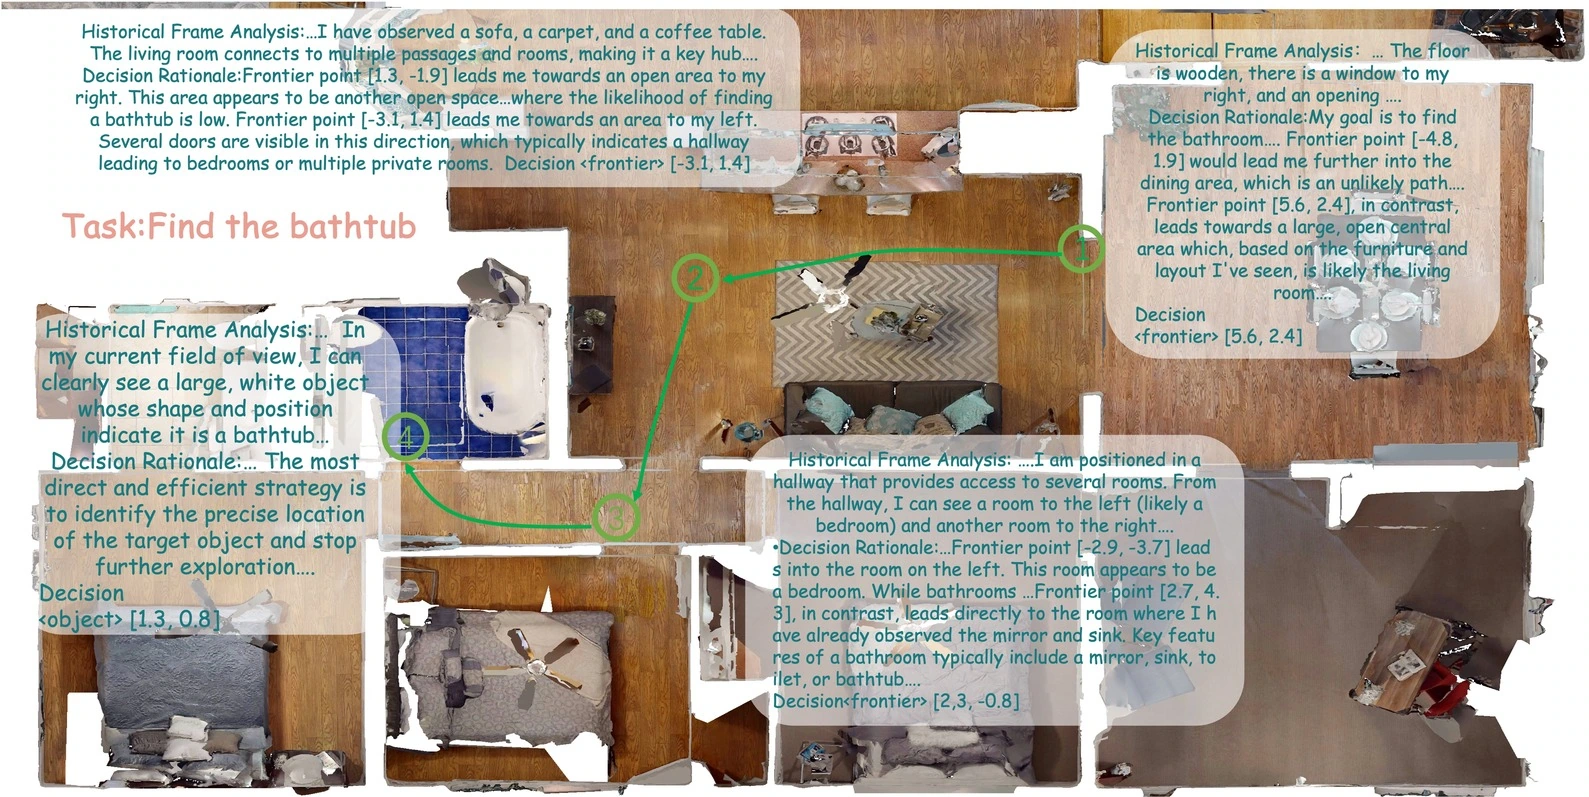 Historical Frame Analysis:...I have observed a sofa, a carpet, and a coffee table.
The living room connects to multiple passages and rooms, making it a key hub....
Decision Rationale:Frontier point [1.3, -1.9] leads me towards an open area to my
right. This area appears to be another open space...where the likelihood of finding
a bathtub is low. Frontier point [-3.1, 1.4] leads me towards an area to my left.
Several doors are visible in this direction, which typically indicates a hallway
leading to bedrooms or multiple private rooms.  Decision <frontier> [-3.1, 1.4]
Historical Frame Analysis:  ... The floor
is wooden, there is a window to my
right, and an opening ....
Decision Rationale:My goal is to find
the bathroom.... Frontier point [-4.8,
1.9] would lead me further into the
dining area, which is an unlikely path....
Frontier point [5.6, 2.4], in contrast,
leads towards a large, open central
area which, based on the furniture and
layout I've seen, is likely the living
room....
Decision
<frontier> [5.6, 2.4]
Task:Find the bathtub
1
2
3
4
Historical Frame Analysis:...  In
my current field of view, I can
clearly see a large, white object
whose shape and position
indicate it is a bathtub...
Decision Rationale:... The most
direct and efficient strategy is
to identify the precise location
of the target object and stop
further exploration....
Decision
<object> [1.3, 0.8]
Historical Frame Analysis: ....I am positioned in a
hallway that provides access to several rooms. From
the hallway, I can see a room to the left (likely a
bedroom) and another room to the right....
•Decision Rationale:...Frontier point [-2.9, -3.7] lead
s into the room on the left. This room appears to be
a bedroom. While bathrooms ...Frontier point [2.7, 4.
3], in contrast, leads directly to the room where I h
ave already observed the mirror and sink. Key featu
res of a bathroom typically include a mirror, sink, to
ilet, or bathtub....
Decision<frontier> [2,3, -0.8]